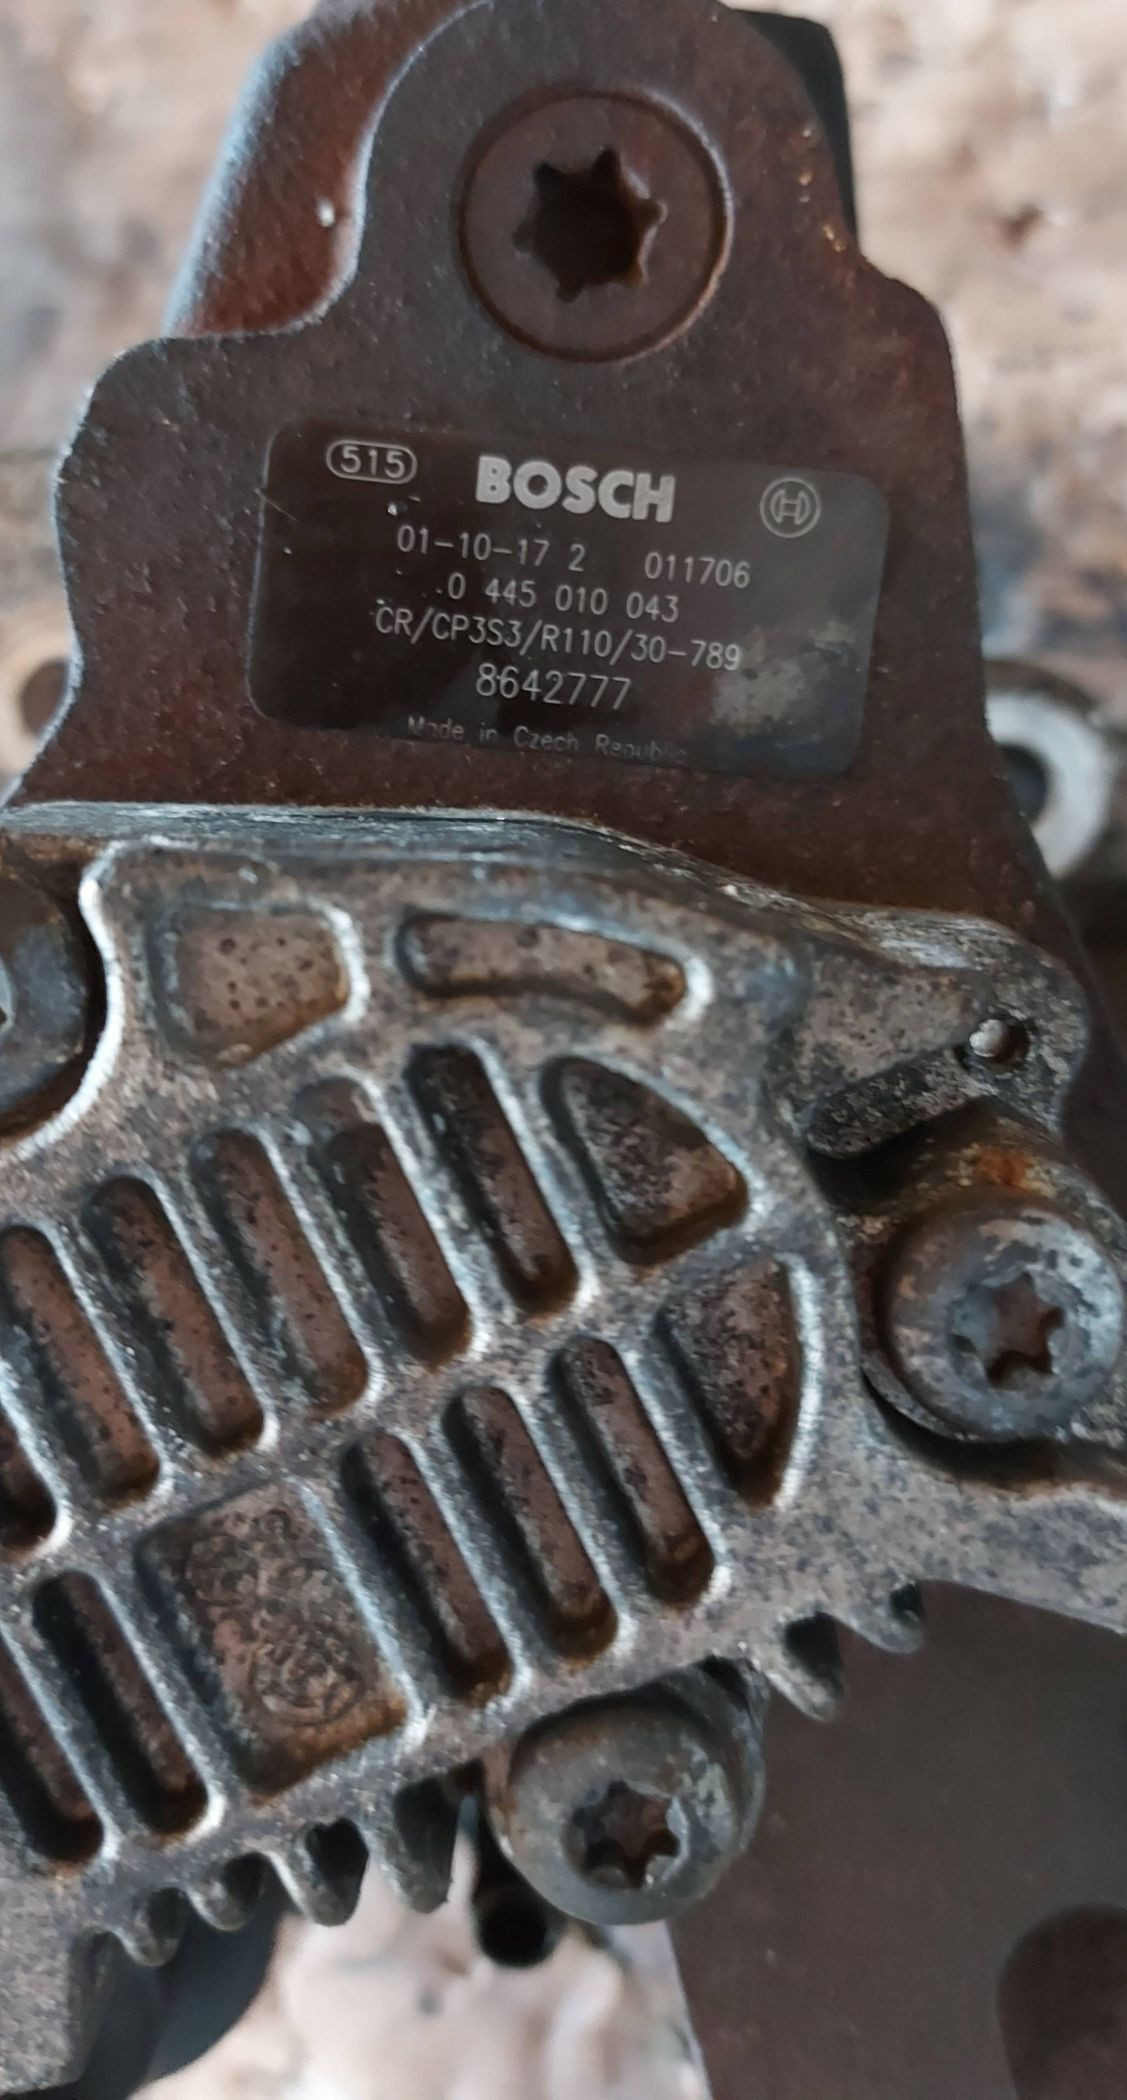 515 BOSCH
01-10-17 2 011706
0 445 010 043
CR/CP3S3/R110/30-789
8642777
Made in Czech Republic